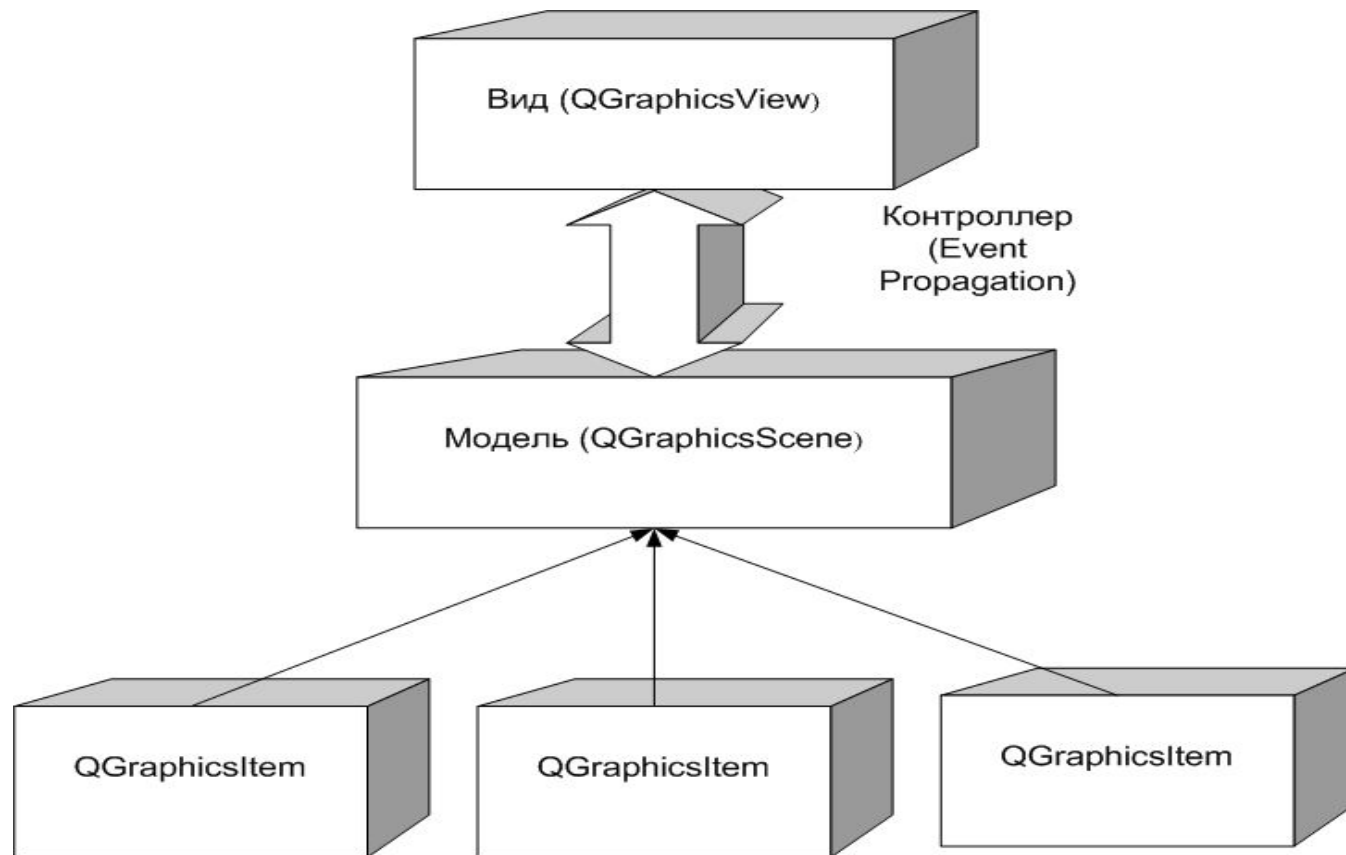 Вид (QGraphicsView)
Контроллер
(Event
Propagation)
Модель (QGraphicsScene)
QGraphicsItem
QGraphicsItem
QGraphicsItem